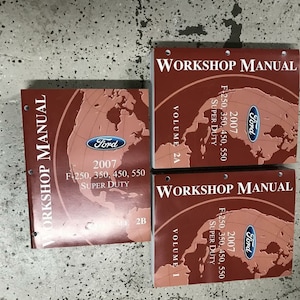 WORKSHOP MANUAL
Ford
2007
F-250, 350, 450, 550
SUPER DUTY
2B
WORKSHOP MANUAL
Ford
2007
F-250, 350, 450, 550
SUPER DUTY
VOLUME 2A
WORKSHOP MANUAL
Ford
2007
F-250, 350, 450, 550
SUPER DUTY
VOLUME 1